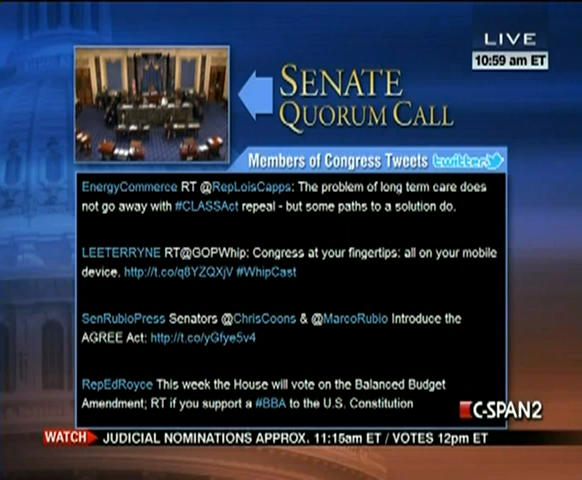 LIVE
10:59 am ET
SENATE
QUORUM CALL
Members of Congress Tweets twitter
EnergyCommerce RT @RepLoisCapps: The problem of long term care does
not go away with #CLASSAct repeal - but some paths to a solution do.
LEETERRYNE RT@GOPWhip: Congress at your fingertips: all on your mobile
device, http://t.co/q8YZQXjV #WhipCast
SenRubioPress Senators @ChrisCoons & @MarcoRubio Introduce the
AGREE Act: http://t.co/yGfye5v4
RepEdRoyce This week the House will vote on the Balanced Budget
Amendment; RT if you support a #BBA to the U.S. Constitution
C-SPAN2
WATCH JUDICIAL NOMINATIONS APPROX. 11:15am ET / VOTES 12pm ET